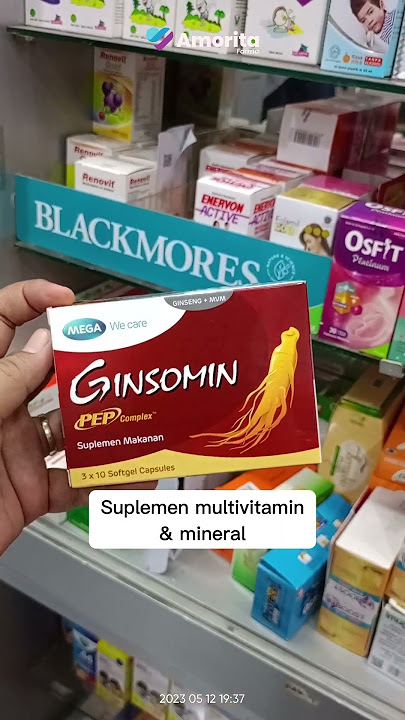 Amorita
Farma
Renovit
Renovit
Renovit
ENERVON
ACTIVE
BLACKMORES
OSFIT
Platinum
GINSENG + MVM
MEGA We care
GINSOMIN
PEP Complex
Suplemen Makanan
3 x 10 Softgel Capsules
Suplemen multivitamin
& mineral
2023 05 12 19:37